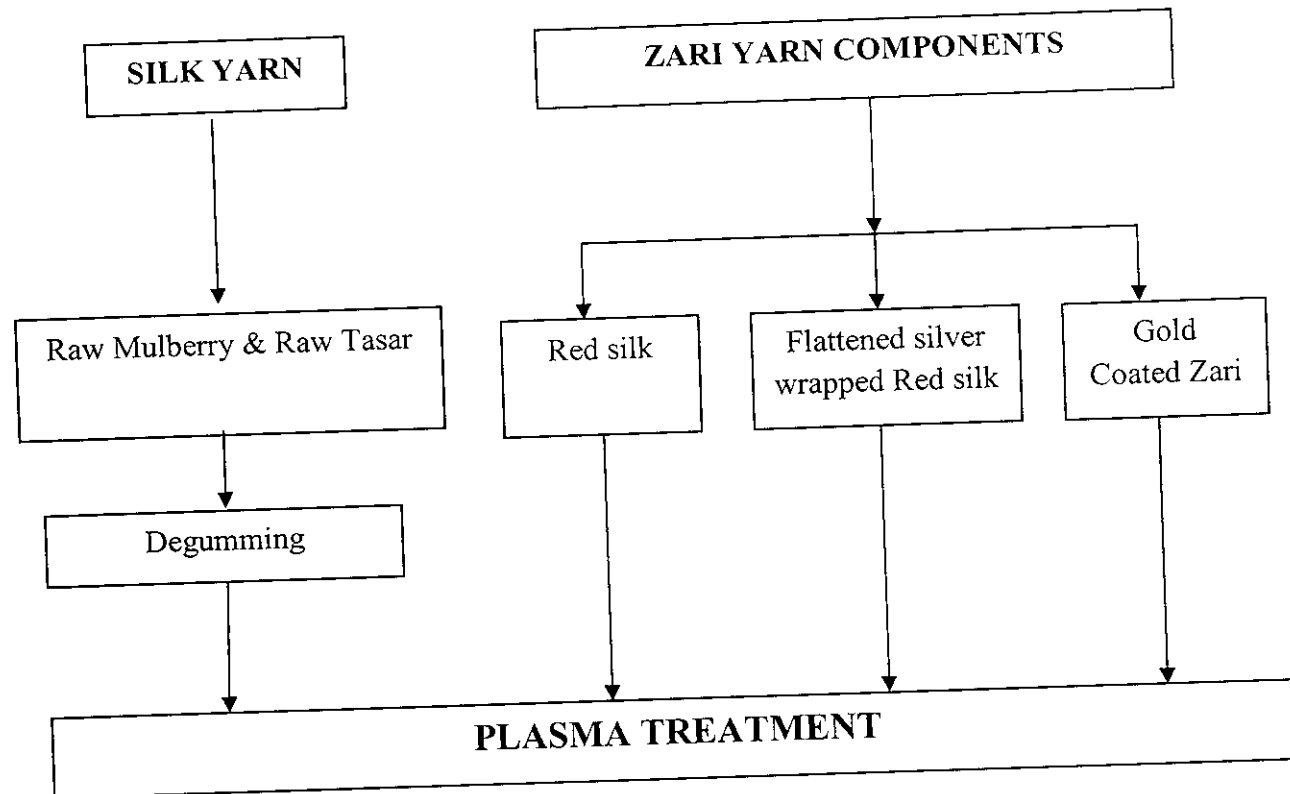 SILK YARN
ZARI YARN COMPONENTS
Raw Mulberry & Raw Tasar
Red silk
Flattened silver
wrapped Red silk
Gold
Coated Zari
Degumming
PLASMA TREATMENT